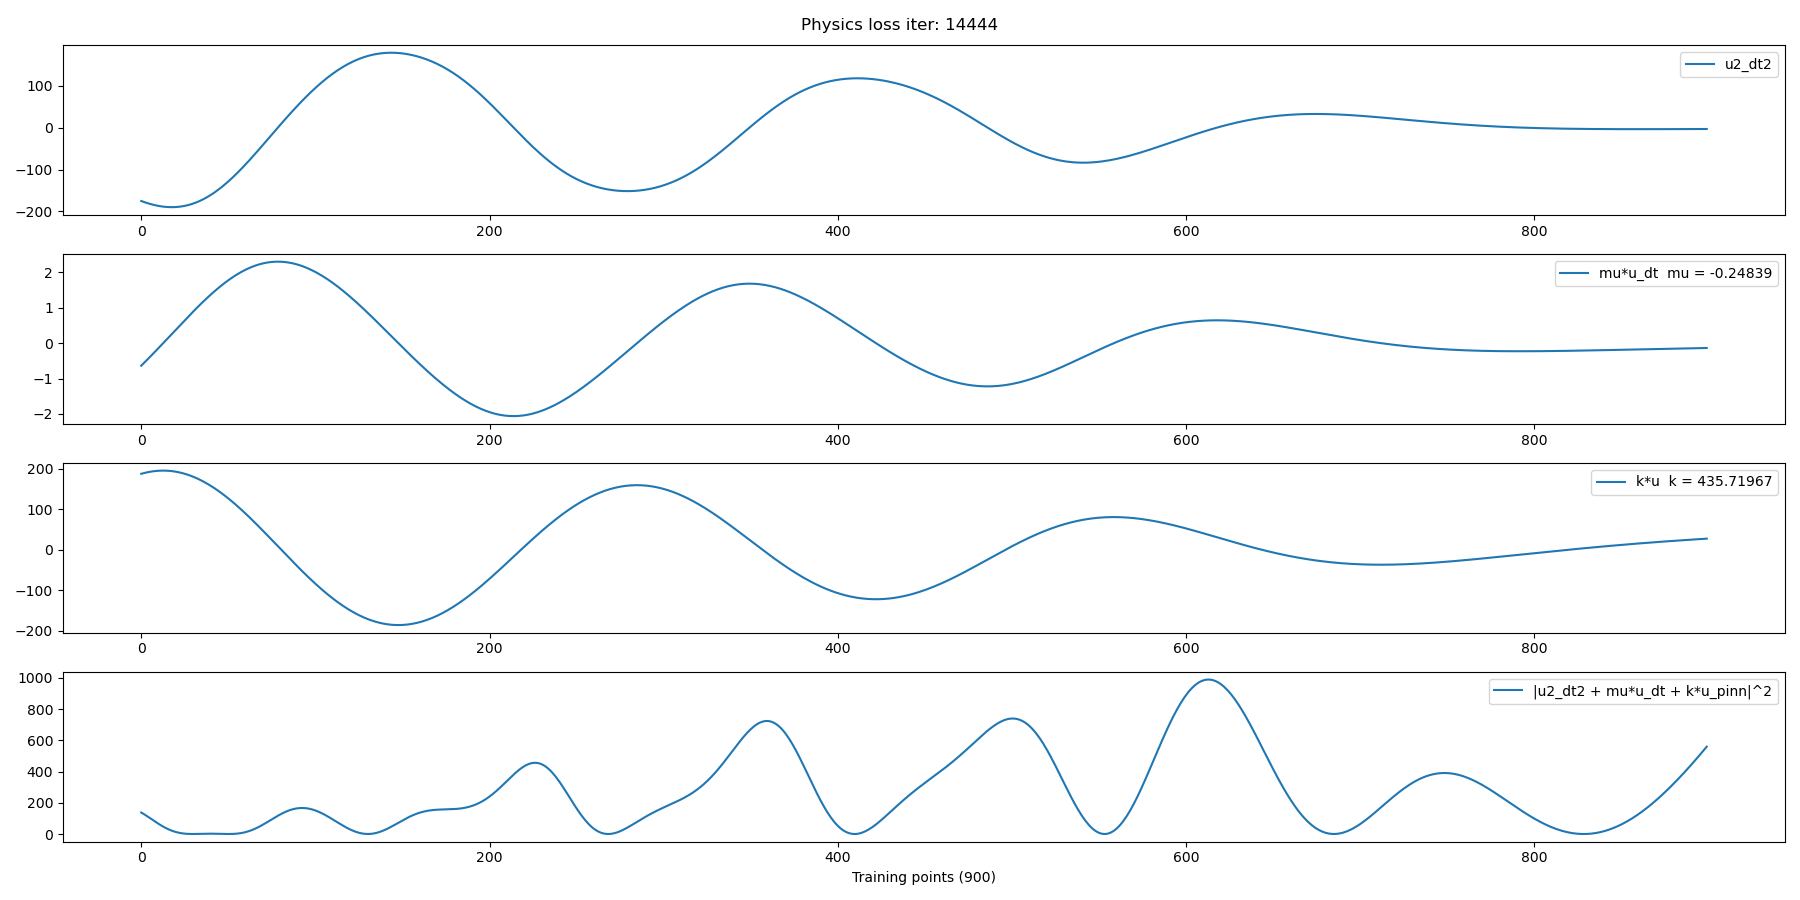 Physics loss iter: 14444
100
0
−100
−200
u2_dt2
0 200 400 600 800
2
1
0
−1
−2
mu*u_dt  mu = -0.24839
0 200 400 600 800
200
100
0
−100
−200
k*u  k = 435.71967
0 200 400 600 800
1000
800
600
400
200
0
|u2_dt2 + mu*u_dt + k*u_pinn|^2
0 200 400 600 800
Training points (900)